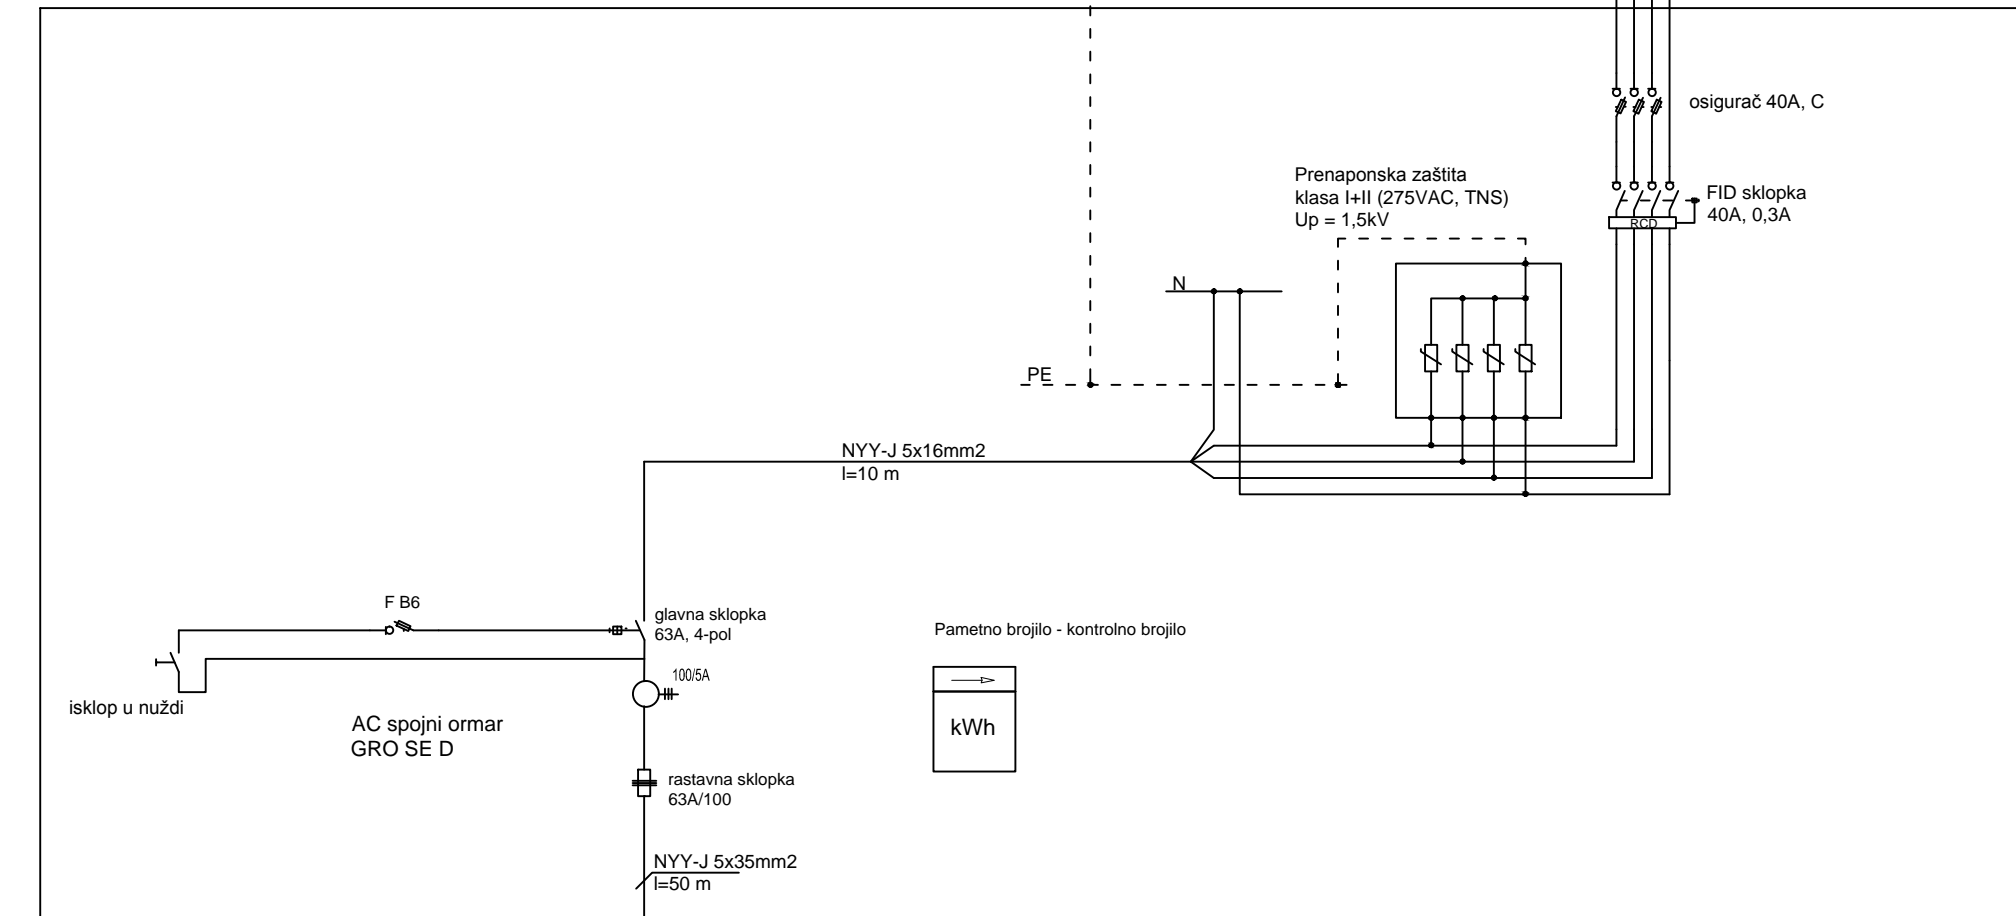 osigurač 40A, C
Prenaponska zaštita
klasa I+II (275VAC, TNS)
Up = 1,5kV
FID sklopka
40A, 0,3A
RCD
N
PE
NYY-J 5x16mm2
l=10 m
F B6
glavna sklopka
63A, 4-pol
Pametno brojilo - kontrolno brojilo
100/5A
isklop u nuždi
AC spojni ormar
GRO SE D
kWh
rastavna sklopka
63A/100
NYY-J 5x35mm2
l=50 m